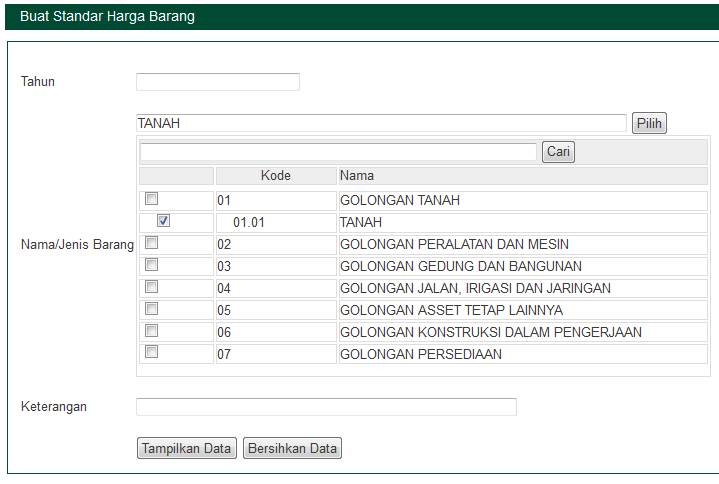 Buat Standar Harga Barang
Tahun
TANAH Pilih
Cari
Kode Nama
01 GOLONGAN TANAH
01.01 TANAH
Nama/Jenis Barang 02 GOLONGAN PERALATAN DAN MESIN
03 GOLONGAN GEDUNG DAN BANGUNAN
04 GOLONGAN JALAN, IRIGASI DAN JARINGAN
05 GOLONGAN ASSET TETAP LAINNYA
06 GOLONGAN KONSTRUKSI DALAM PENGERJAAN
07 GOLONGAN PERSEDIAAN
Keterangan
Tampilkan Data Bersihkan Data